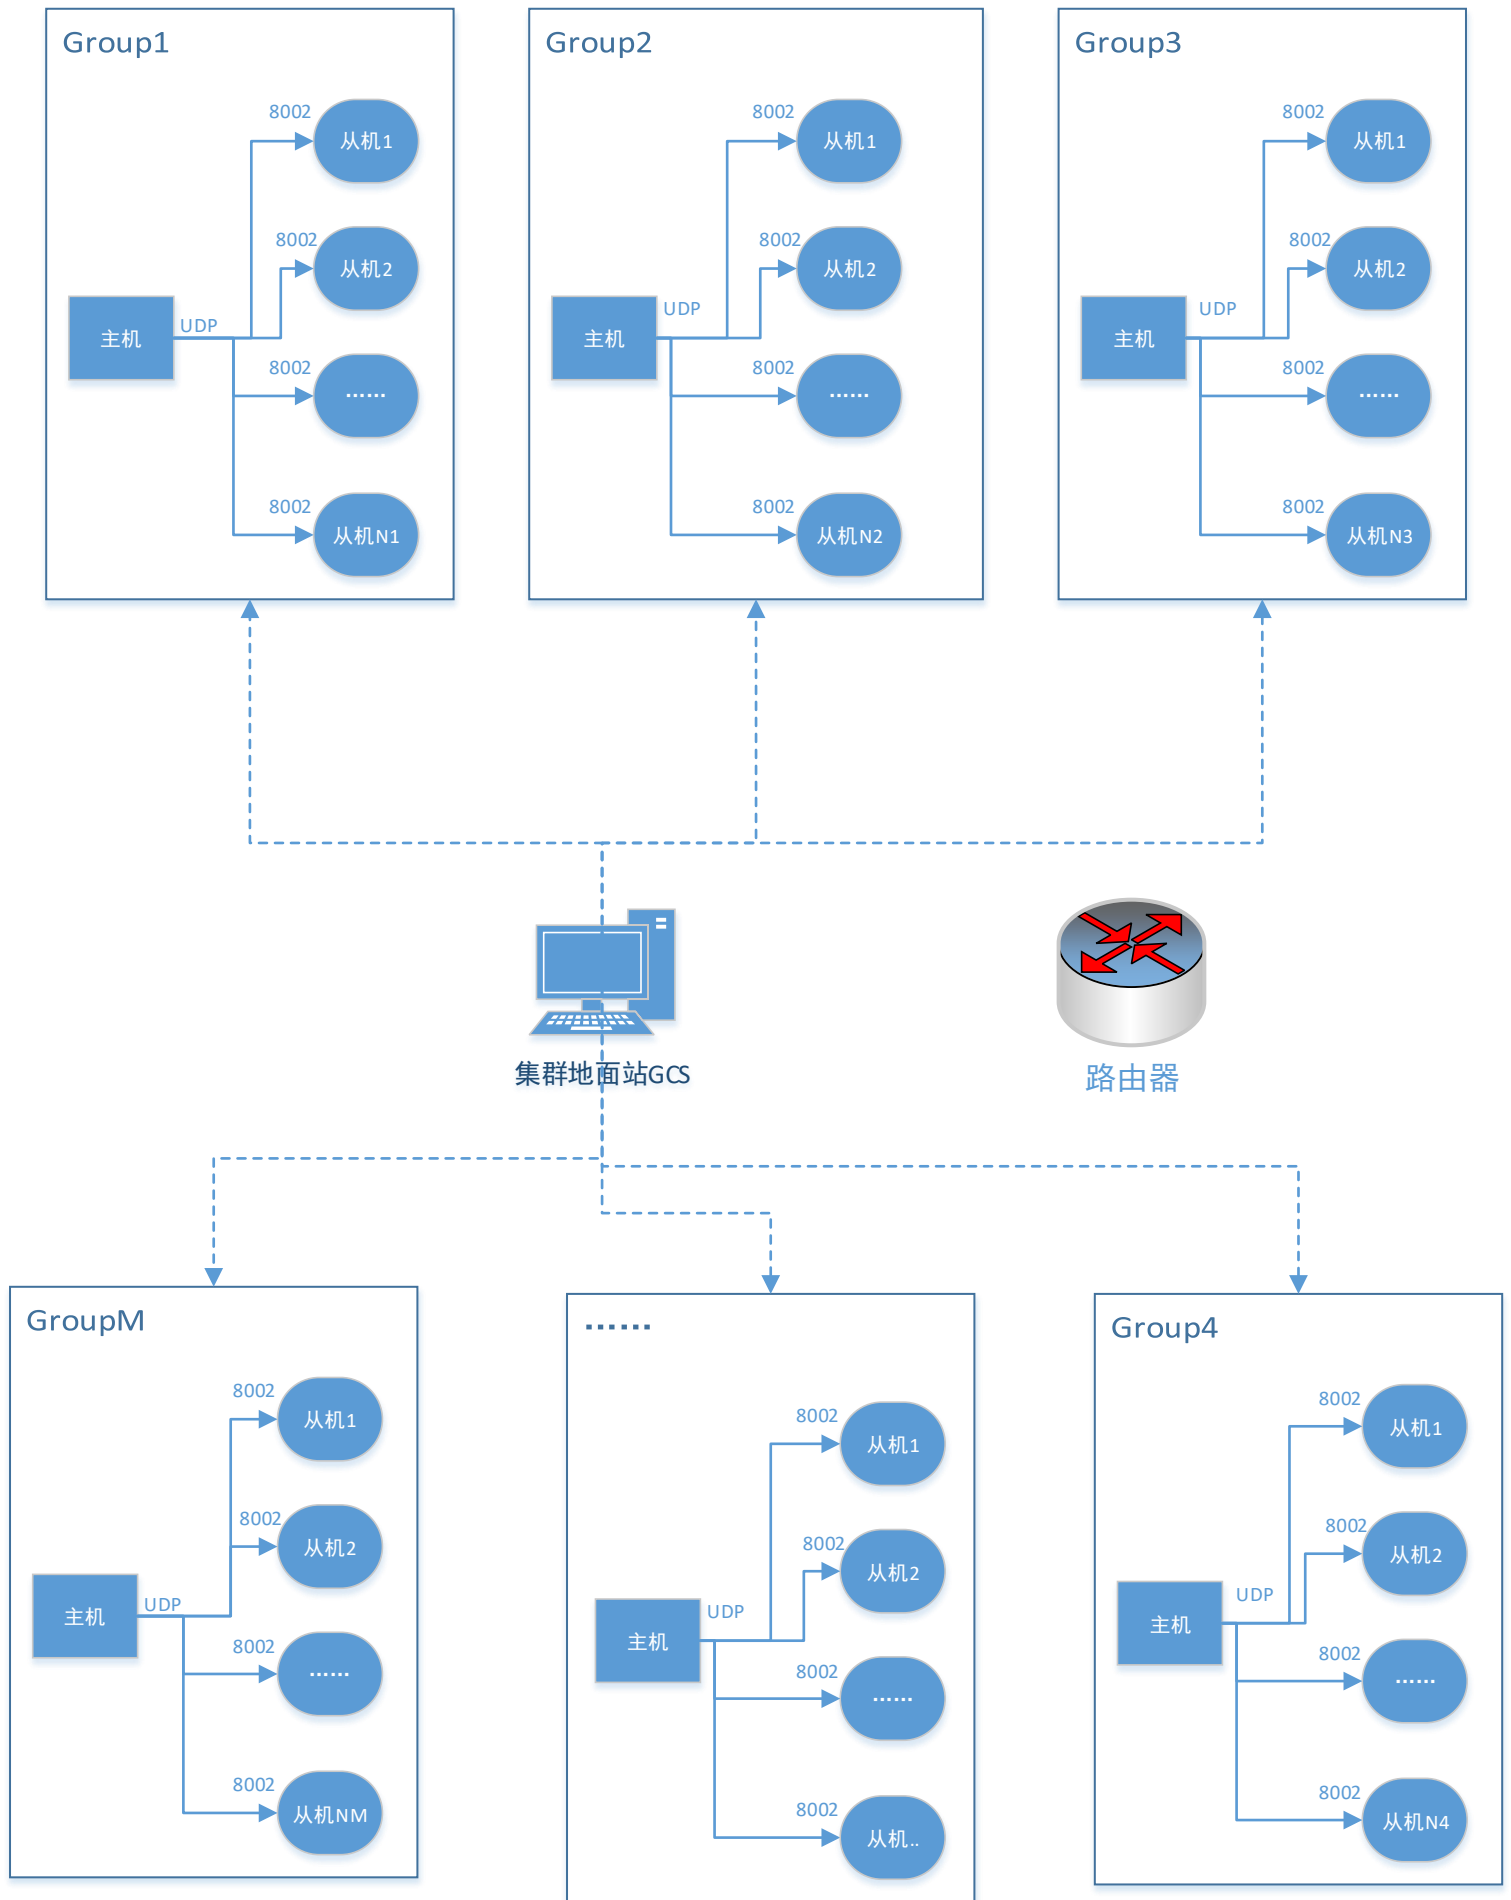 Group1
8002
从机1
8002
从机2
主机
UDP
8002
......
8002
从机N1
Group2
8002
从机1
8002
从机2
主机
UDP
8002
......
8002
从机N2
Group3
8002
从机1
8002
从机2
主机
UDP
8002
......
8002
从机N3
集群地面站GCS
路由器
GroupM
8002
从机1
8002
从机2
主机
UDP
8002
......
8002
从机NM
......
8002
从机1
8002
从机2
主机
UDP
8002
......
8002
从机..
Group4
8002
从机1
8002
从机2
主机
UDP
8002
......
8002
从机N4